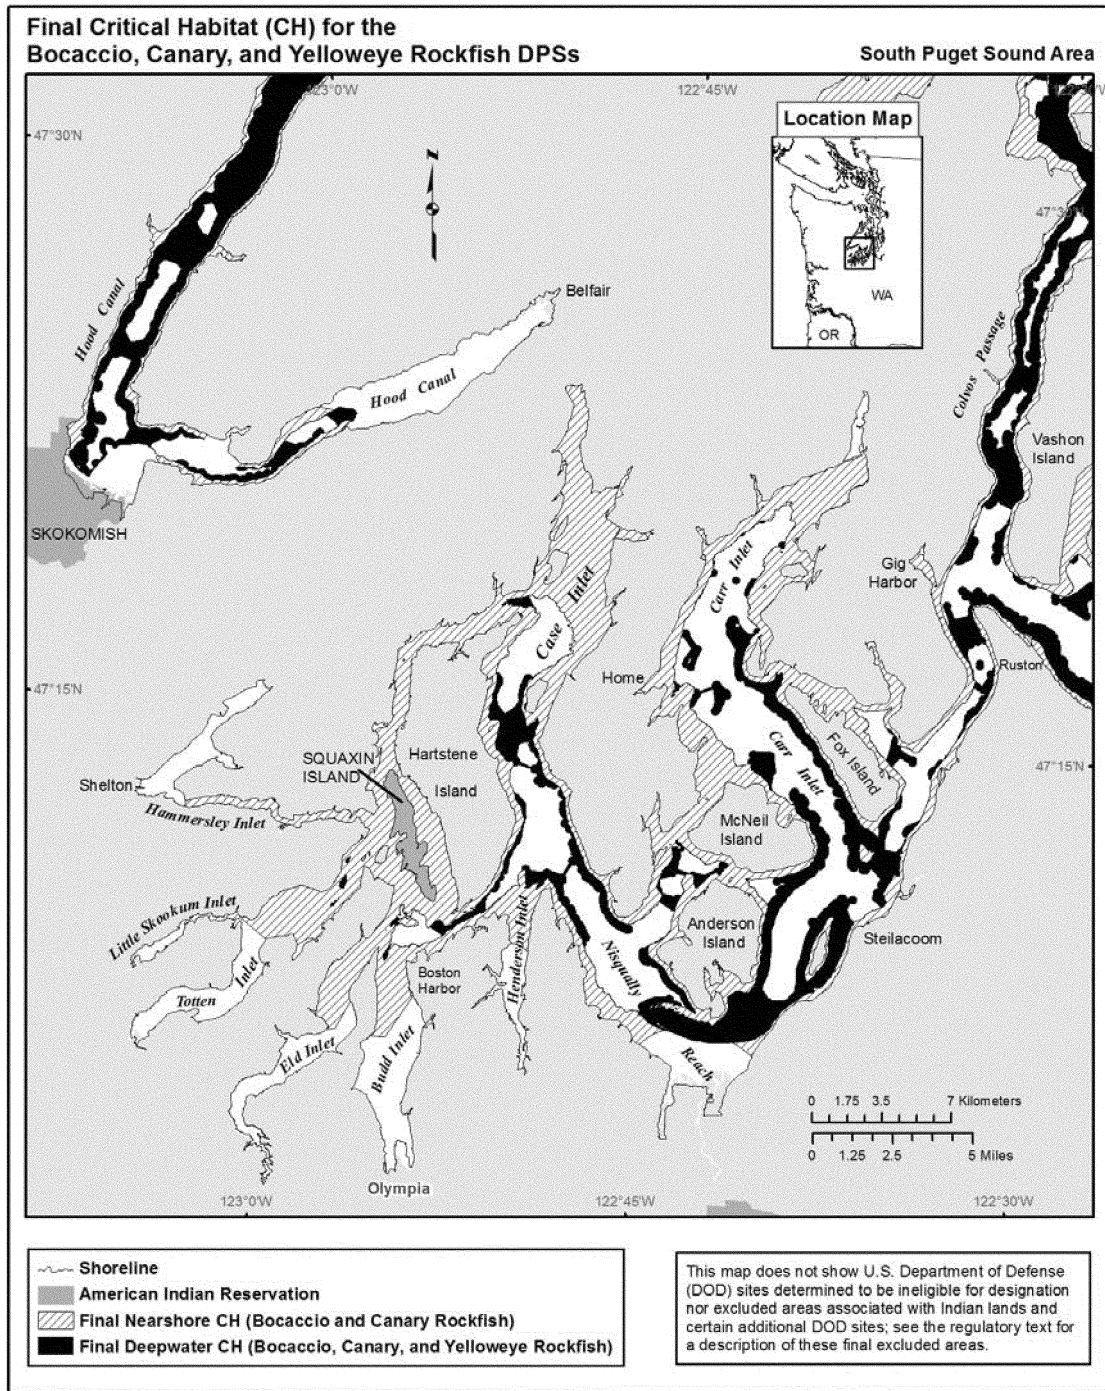 Final Critical Habitat (CH) for the
Bocaccio, Canary, and Yelloweye Rockfish DPSs
South Puget Sound Area
123°0'W
122°45'W
122°30'W
47°30'N
Location Map
WA
OR
z
47°30'N
Hood Canal
Belfair
Hood Canal
Colvos Passage
Vashon
Island
SKOKOMISH
Gig
Harbor
Carr Inlet
Case Inlet
Ruston
Home
47°15'N
Hartstene
Island
SQUAXIN
ISLAND
Fox Island
Carr Inlet
47°15'N
Shelton
Hammersley Inlet
McNeil
Island
Little Skookum Inlet
Anderson
Island
Steilacoom
Henderson Inlet
Nisqually
Reach
Boston
Harbor
Totten Inlet
Eld Inlet
Budd Inlet
0 1.75 3.5 7 Kilometers
0 1.25 2.5 5 Miles
Olympia
123°0'W
122°45'W
122°30'W
Shoreline
American Indian Reservation
Final Nearshore CH (Bocaccio and Canary Rockfish)
Final Deepwater CH (Bocaccio, Canary, and Yelloweye Rockfish)
This map does not show U.S. Department of Defense
(DOD) sites determined to be ineligible for designation
nor excluded areas associated with Indian lands and
certain additional DOD sites; see the regulatory text for
a description of these final excluded areas.